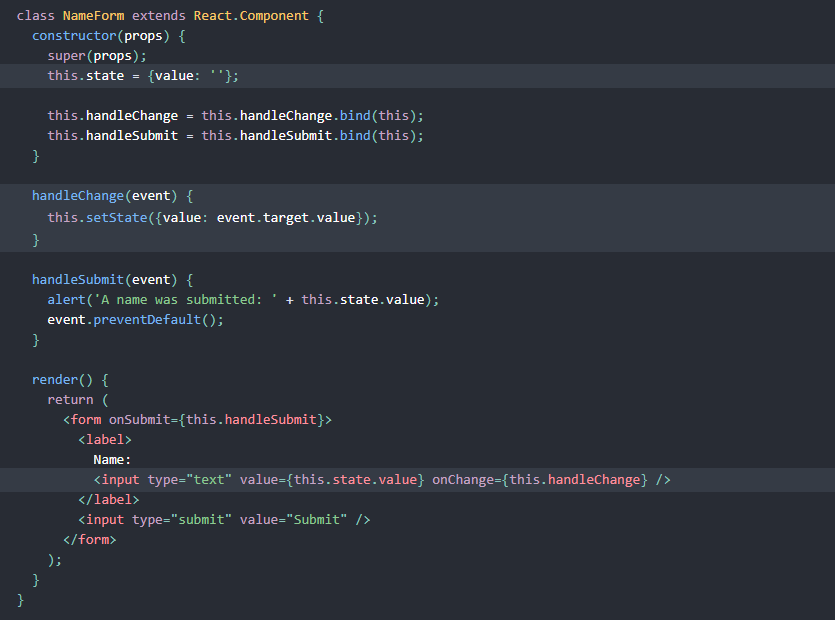 class NameForm extends React.Component {
  constructor(props) {
    super(props);
    this.state = {value: ''};

    this.handleChange = this.handleChange.bind(this);
    this.handleSubmit = this.handleSubmit.bind(this);
  }

  handleChange(event) {
    this.setState({value: event.target.value});
  }

  handleSubmit(event) {
    alert('A name was submitted: ' + this.state.value);
    event.preventDefault();
  }

  render() {
    return (
      <form onSubmit={this.handleSubmit}>
        <label>
          Name:
          <input type="text" value={this.state.value} onChange={this.handleChange} />
        </label>
        <input type="submit" value="Submit" />
      </form>
    );
  }
}